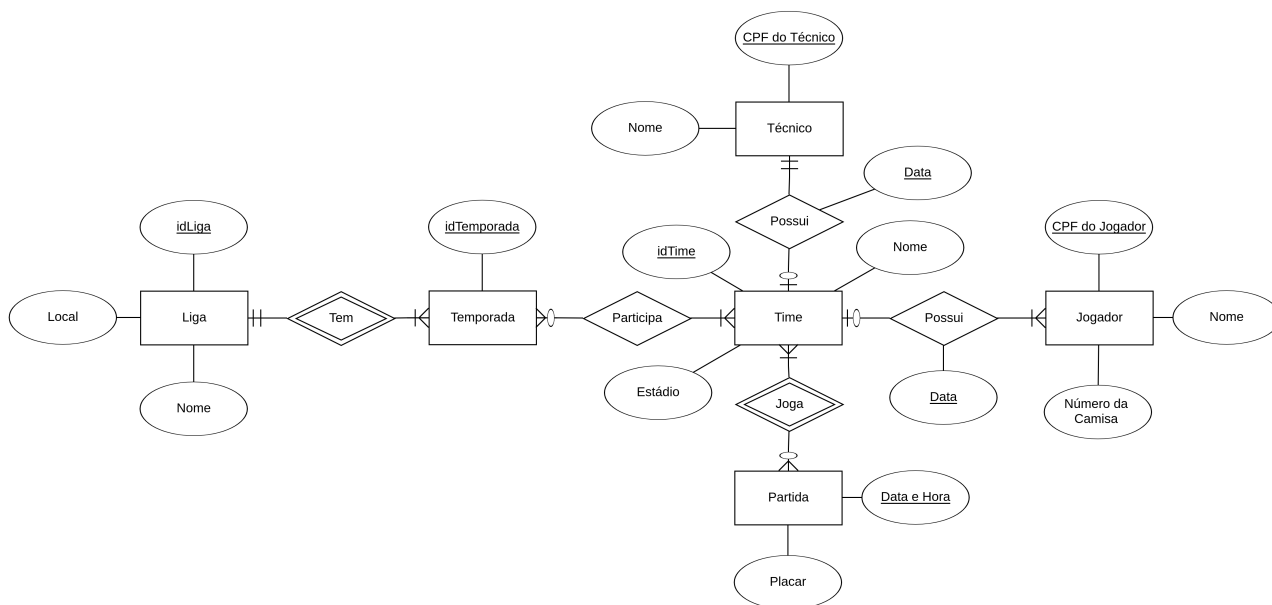 CPF do Técnico
Nome
Técnico
Data
Possui
idLiga
idTemporada
idTime
Nome
CPF do Jogador
Local
Liga
Tem
Temporada
Participa
Time
Possui
Jogador
Nome
Nome
Estádio
Joga
Data
Número da
Camisa
Partida
Data e Hora
Placar